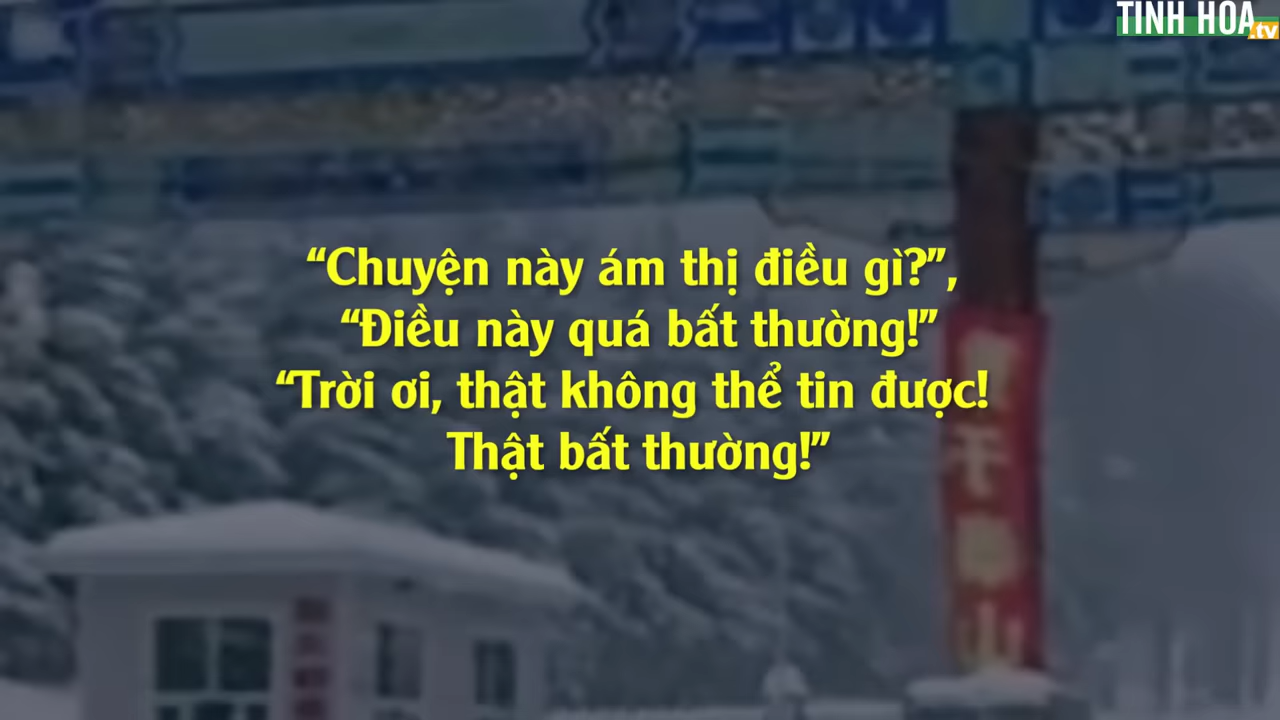 TINH HOA
.tv
“Chuyện này ám thị điều gì?”,
“Điều này quá bất thường!”
“Trời ơi, thật không thể tin được!
Thật bất thường!”